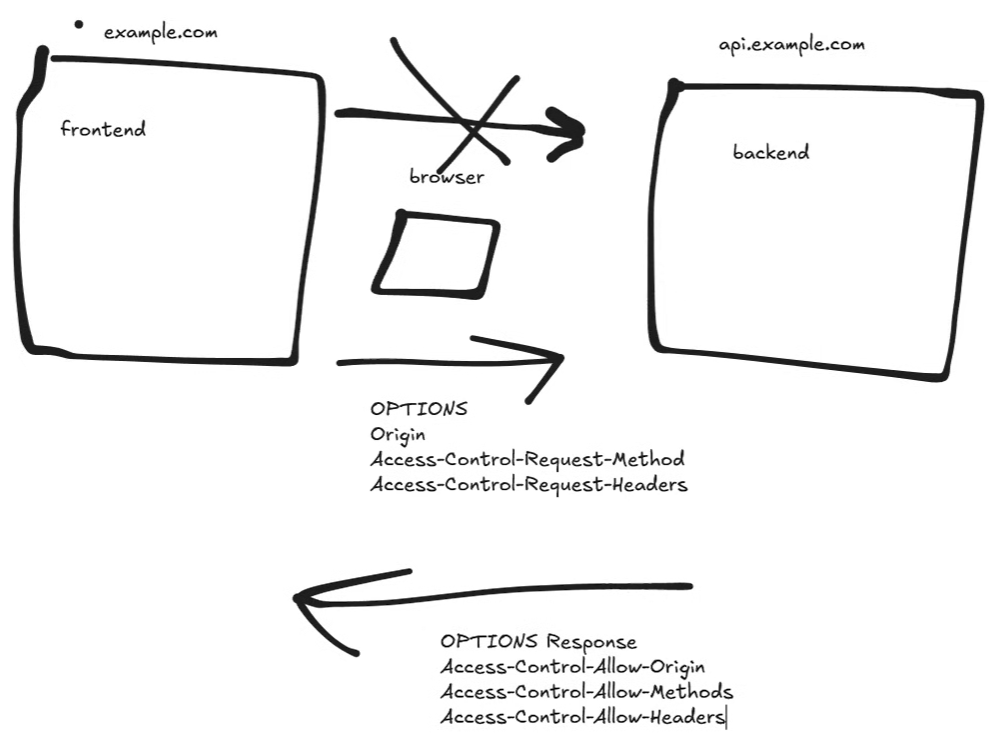 example.com
api.example.com
frontend
backend
browser
OPTIONS
Origin
Access-Control-Request-Method
Access-Control-Request-Headers
OPTIONS Response
Access-Control-Allow-Origin
Access-Control-Allow-Methods
Access-Control-Allow-Headers